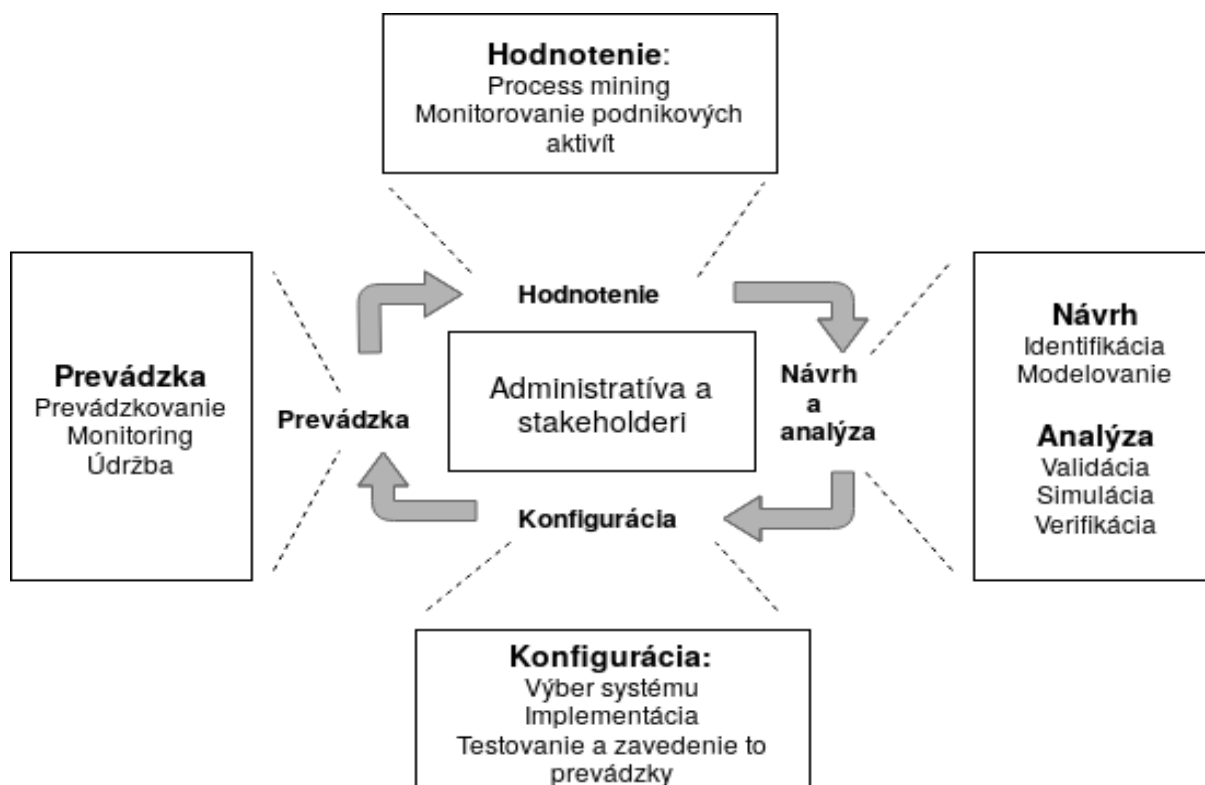 Hodnotenie:
Process mining
Monitorovanie podnikových
aktivít
Hodnotenie
Prevádzka
Prevádzkovanie
Monitoring
Údržba
Prevádzka
Administratíva a
stakeholderi
Návrh
a
analýza
Návrh
Identifikácia
Modelovanie
Analýza
Validácia
Simulácia
Verifikácia
Konfigurácia
Konfigurácia:
Výber systému
Implementácia
Testovanie a zavedenie to
prevádzky